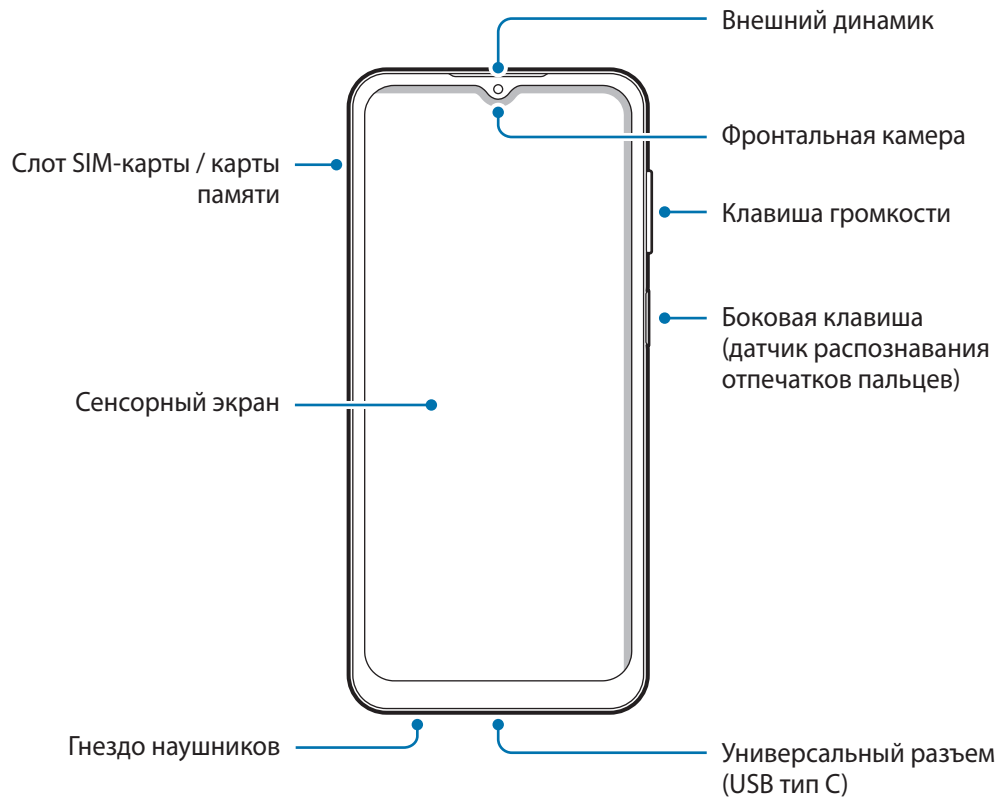 Внешний динамик
Фронтальная камера
Слот SIM-карты / карты
памяти
Клавиша громкости
Боковая клавиша
(датчик распознавания
отпечатков пальцев)
Сенсорный экран
Гнездо наушников
Универсальный разъем
(USB тип C)